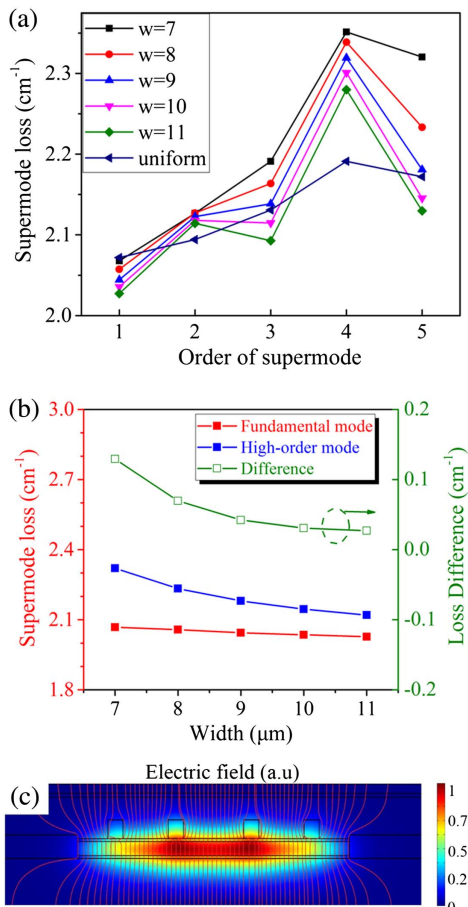 (a)
w=7
w=8
w=9
w=10
w=11
uniform
2.3
2.2
2.1
2.0
Supermode loss (cm⁻¹)
1 2 3 4 5
Order of supermode
(b)
Fundamental mode
High-order mode
Difference
3.0
2.7
2.4
2.1
1.8
Supermode loss (cm⁻¹)
0.2
0.1
0.0
-0.1
-0.2
Loss Difference (cm⁻¹)
7 8 9 10 11
Width (μm)
Electric field (a.u)
(c)
1
0.7
0.5
0.2
0